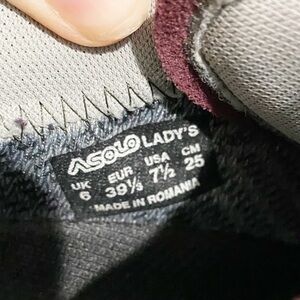 ASOLO LADY'S
UK EUR USA CM
6 39⅓ 7½ 25
MADE IN ROMANIA